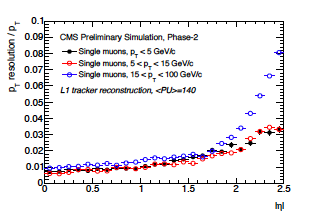 0.1
CMS Preliminary Simulation, Phase-2
0.09
Single muons, p_T < 5 GeV/c
0.08
Single muons, 5 < p_T < 15 GeV/c
0.07
Single muons, 15 < p_T < 100 GeV/c
0.06
L1 tracker reconstruction, <PU>=140
0.05
0.04
0.03
0.02
0.01
0
p_T resolution / p_T
0 0.5 1 1.5 2 2.5
|η|